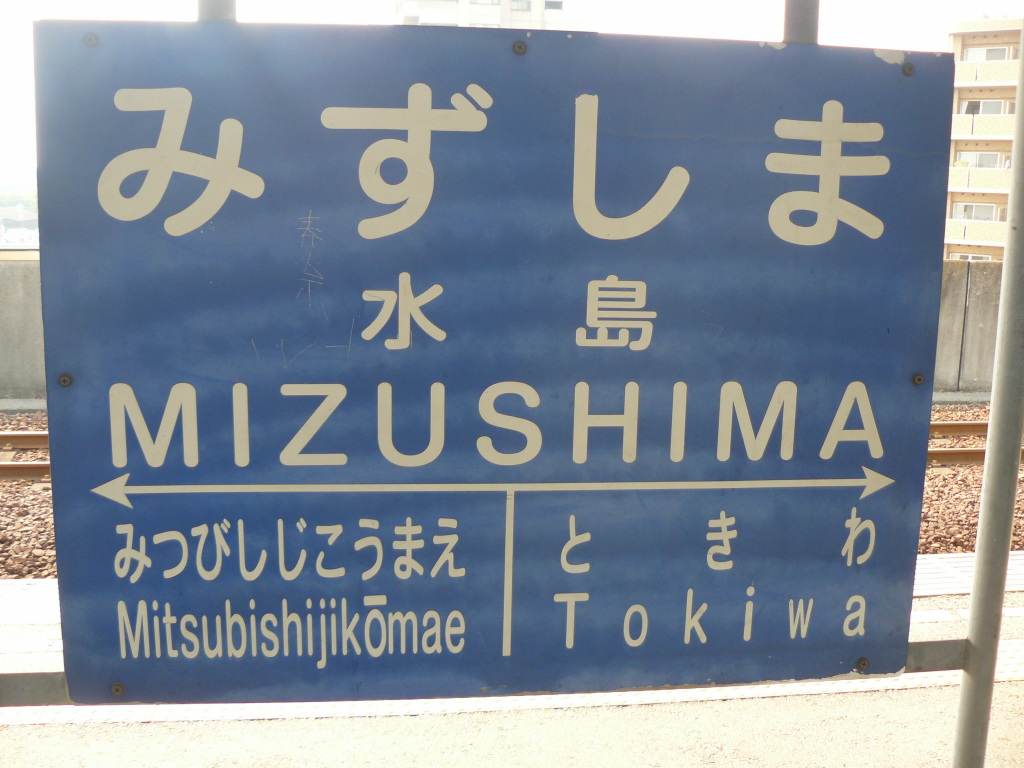 みずしま
水島
MIZUSHIMA
みつびしじこうまえ ときわ
Mitsubishijikōmae Tokiwa